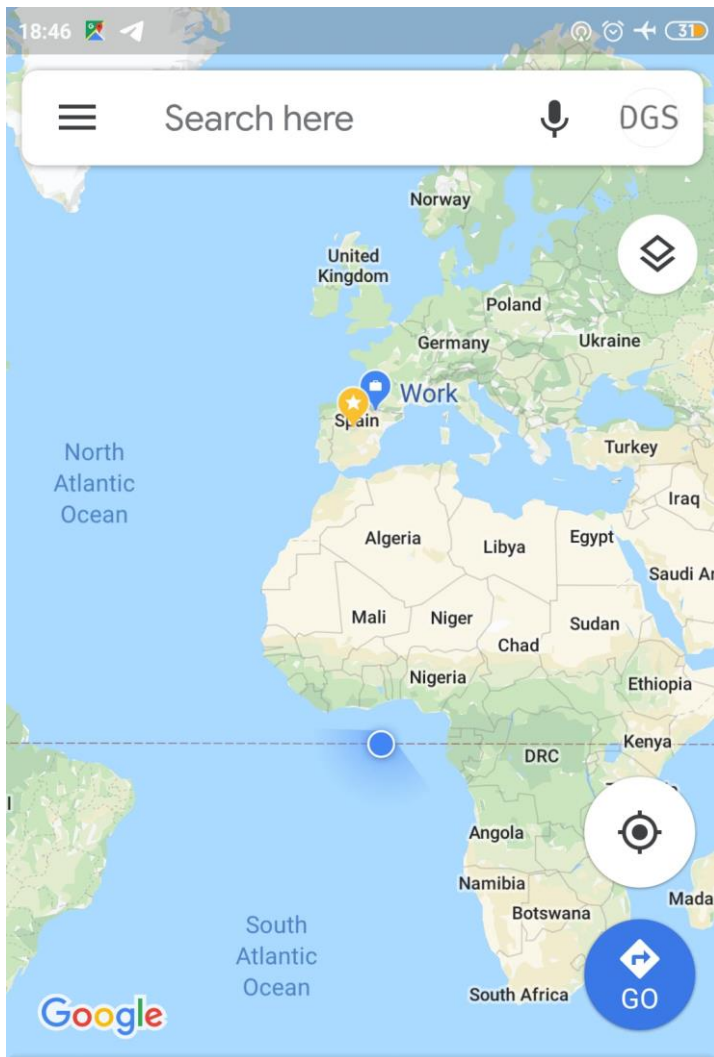 18:46
31
Search here
DGS
Norway
United
Kingdom
Poland
Germany
Ukraine
Work
Spain
North
Atlantic
Ocean
Turkey
Iraq
Algeria
Libya
Egypt
Saudi Ar
Mali
Niger
Chad
Sudan
Nigeria
Ethiopia
Kenya
DRC
Angola
Namibia
Botswana
Mada
South
Atlantic
Ocean
South Africa
Google
GO